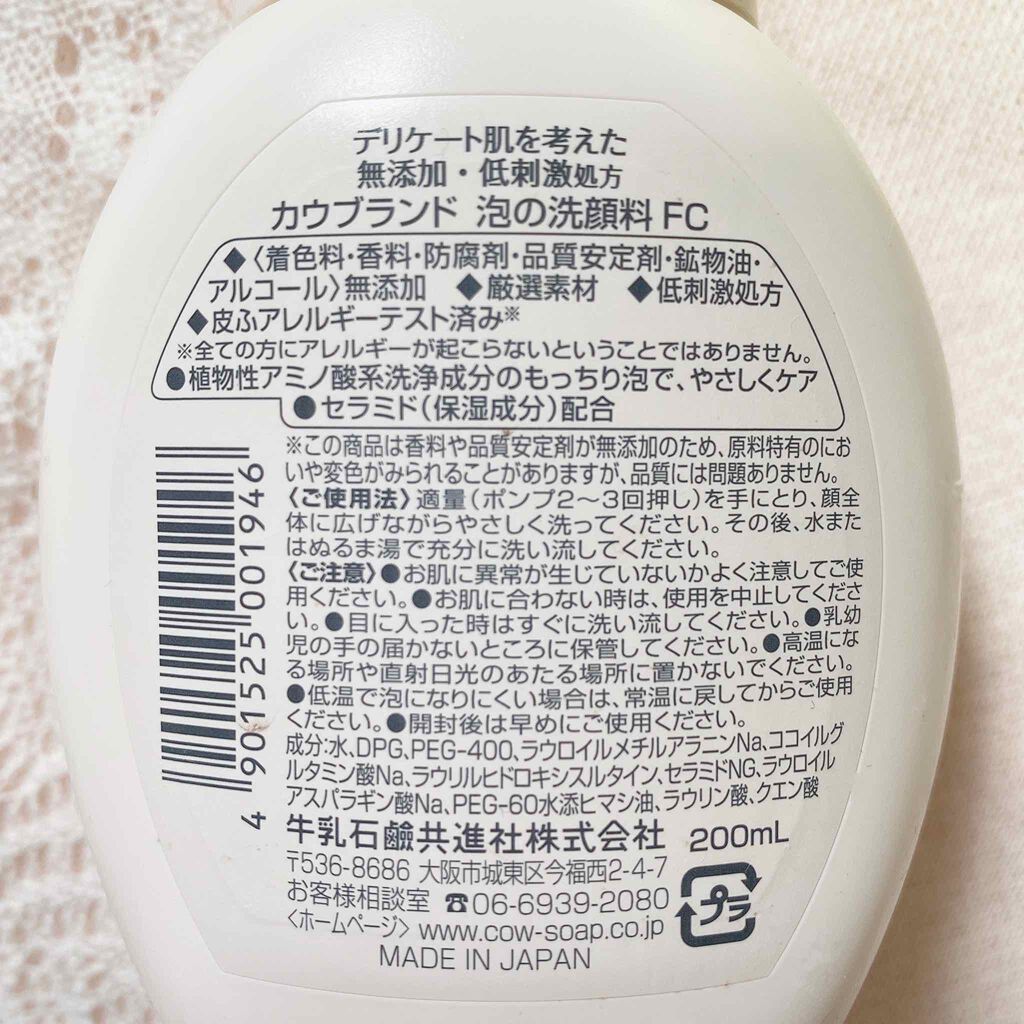 デリケート肌を考えた
無添加・低刺激処方
カウブランド 泡の洗顔料FC
◆〈着色料・香料・防腐剤・品質安定剤・鉱物油・
アルコール〉無添加 ◆厳選素材 ◆低刺激処方
◆皮ふアレルギーテスト済み※
※全ての方にアレルギーが起こらないということではありません。
●植物性アミノ酸系洗浄成分のもっちり泡で、やさしくケア
●セラミド（保湿成分）配合
※この商品は香料や品質安定剤が無添加のため、原料特有のにお
いや変色がみられることがありますが、品質には問題ありません。
〈ご使用法〉適量（ポンプ2〜3回押し）を手にとり、顔全
体に広げながらやさしく洗ってください。その後、水また
はぬるま湯で充分に洗い流してください。
〈ご注意〉●お肌に異常が生じていないかよく注意してご使
用ください。●お肌に合わない時は、使用を中止してくださ
い。●目に入った時はすぐに洗い流してください。●乳幼
児の手の届かないところに保管してください。●高温にな
る場所や直射日光のあたる場所に置かないでください。
●低温で泡になりにくい場合は、常温に戻してからご使用
ください。●開封後は早めにご使用ください。
成分:水、DPG、PEG-400、ラウロイルメチルアラニンNa、ココイルグ
ルタミン酸Na、ラウリルヒドロキシスルタイン、セラミドNG、ラウロイル
アスパラギン酸Na、PEG-60水添ヒマシ油、ラウリン酸、クエン酸
牛乳石鹼共進社株式会社 200mL
〒536-8686 大阪市城東区今福西2-4-7
お客様相談室 ☎06-6939-2080
〈ホームページ〉www.cow-soap.co.jp
MADE IN JAPAN
プラ
4 901525 001946